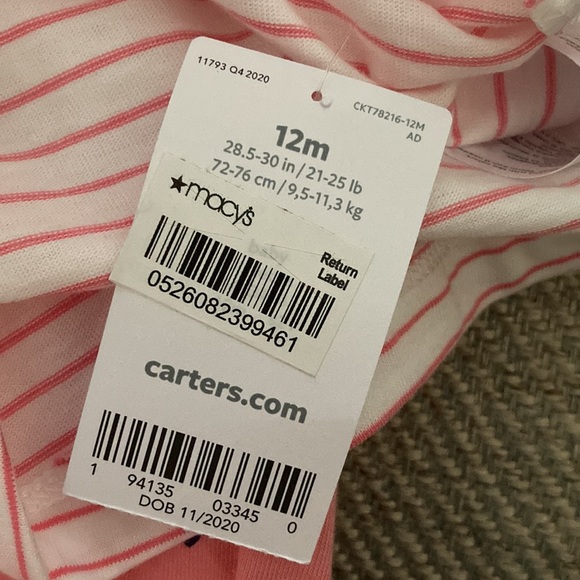 11793 Q4 2020
CKT78216-12M
AD
12m
28.5-30 in / 21-25 lb
72-76 cm / 9,5-11,3 kg
★macy's
Return
Label
0526082399461
carters.com
1 94135 03345 0
DOB 11/2020